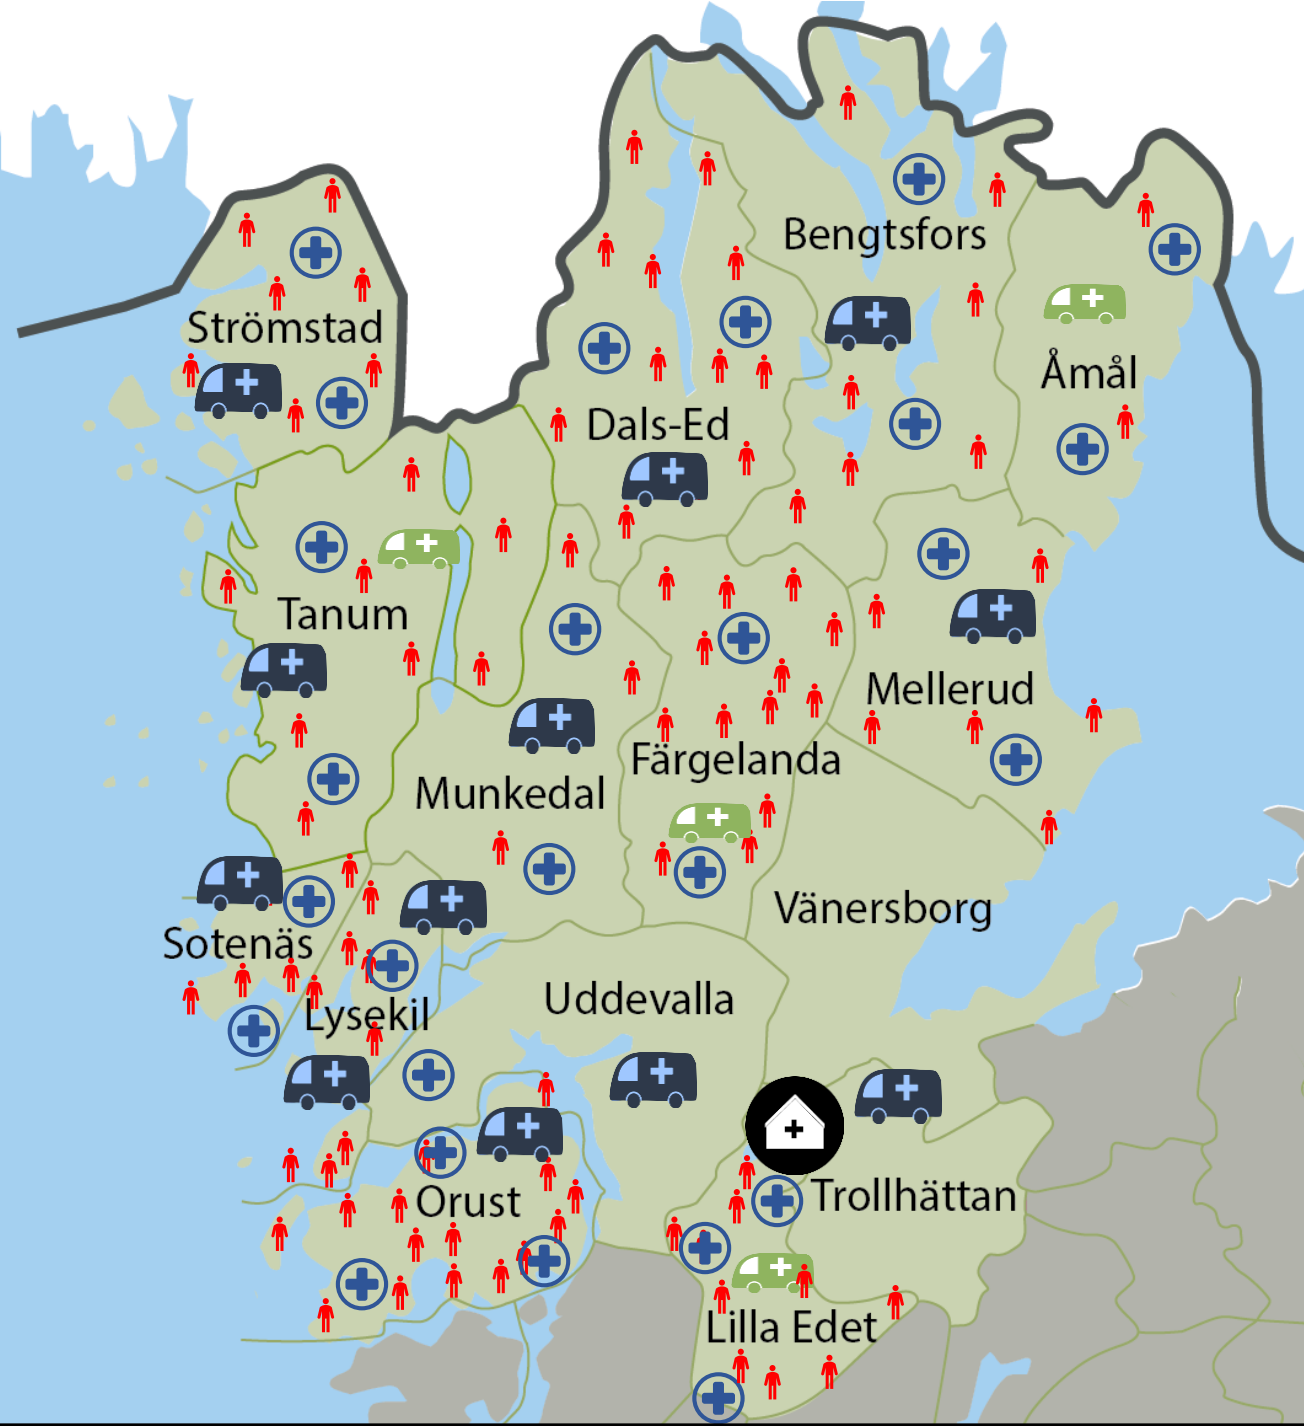 Bengtsfors
Strömstad
Åmål
Dals-Ed
Tanum
Mellerud
Färgelanda
Munkedal
Vänersborg
Sotenäs
Uddevalla
Lysekil
Trollhättan
Orust
Lilla Edet